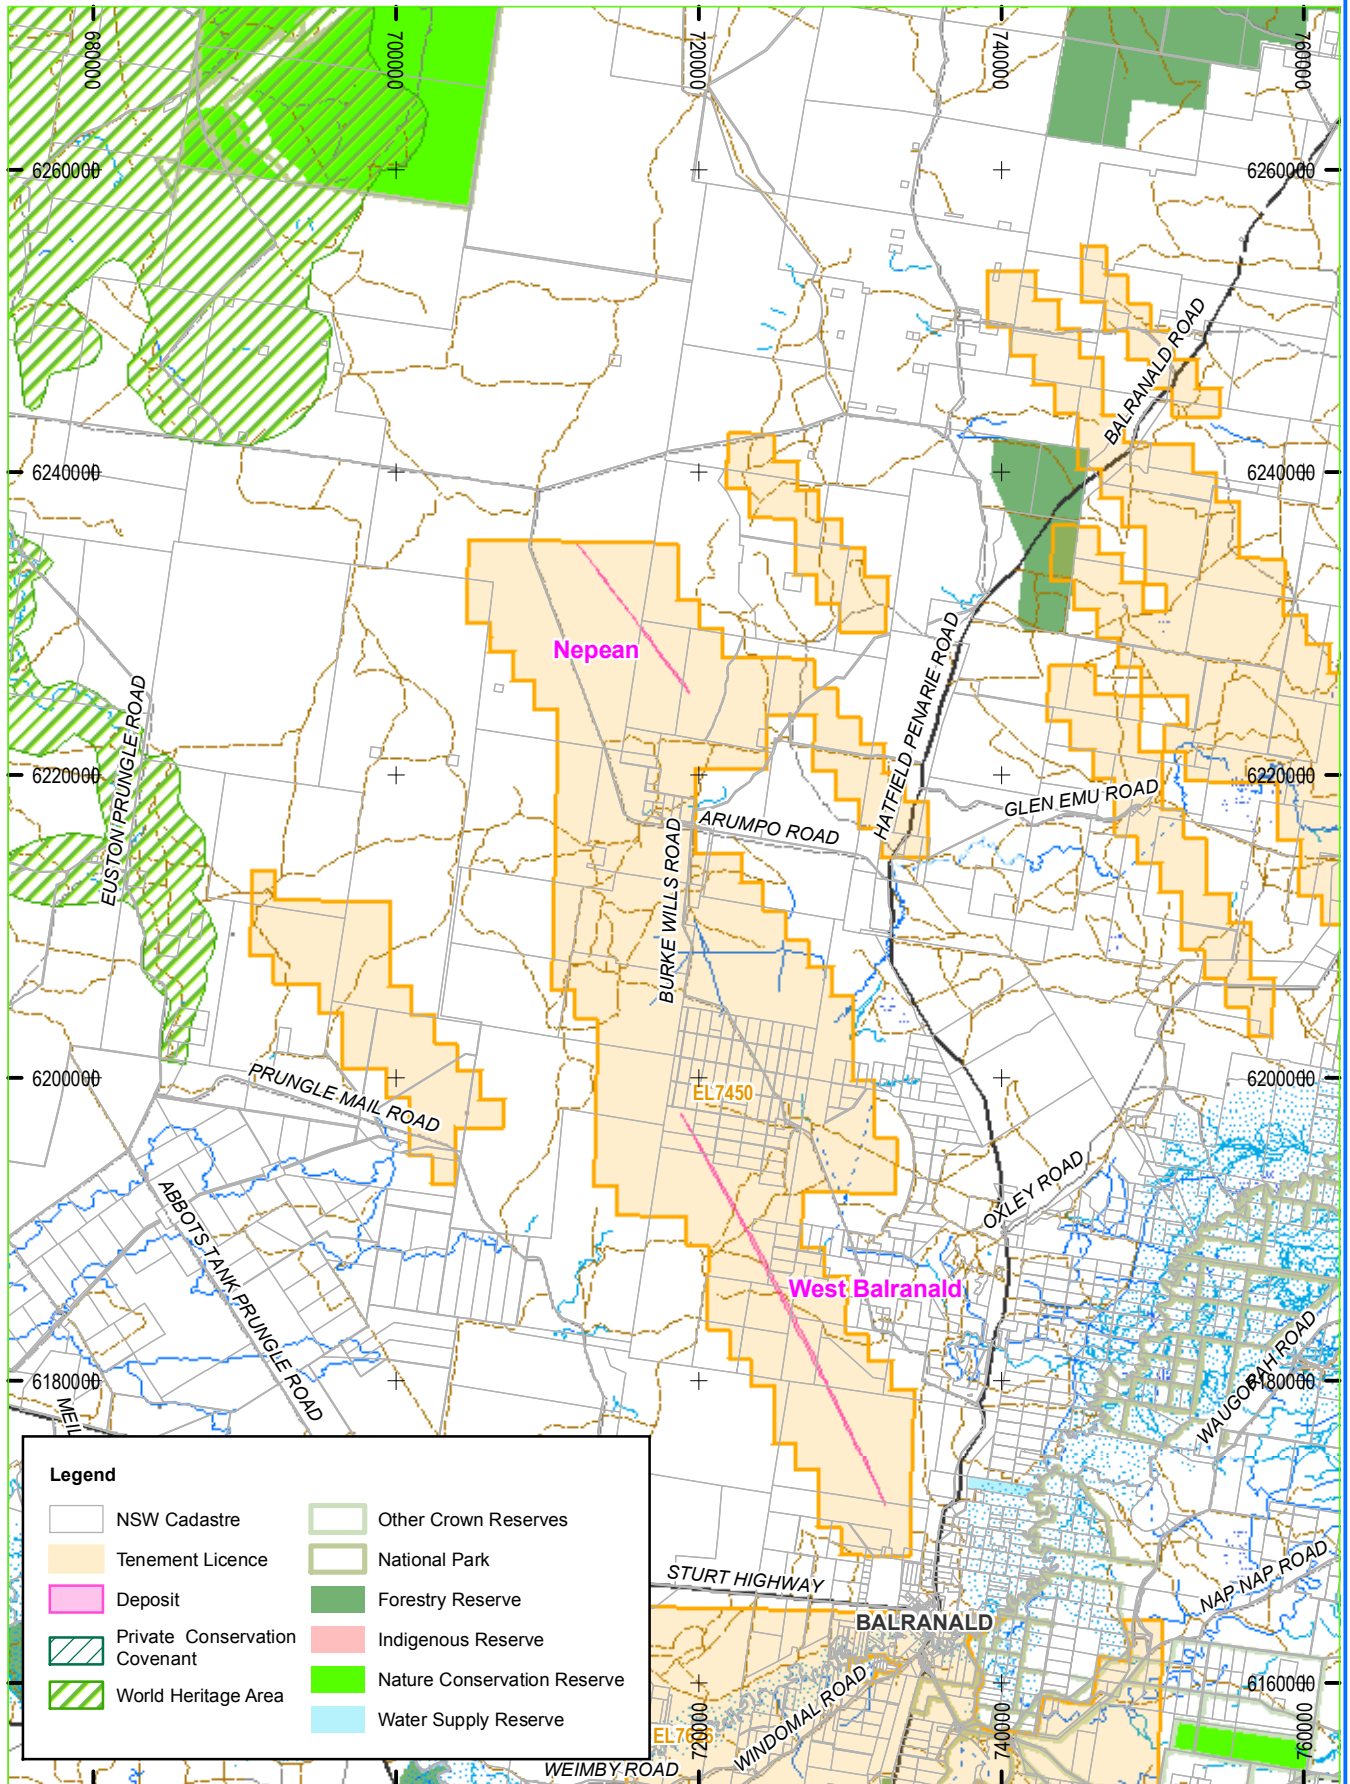 680000
700000
720000
740000
760000
6260000
6260000
BALRANALD ROAD
6240000
6240000
Nepean
HATFIELD PENARIE ROAD
EUSTON PRUNGLE ROAD
6220000
6220000
GLEN EMU ROAD
ARUMPO ROAD
BURKE WILLS ROAD
6200000
6200000
EL7450
PRUNGLE MAIL ROAD
OXLEY ROAD
ABBOTS TANK PRUNGLE ROAD
West Balranald
WAUGORAH ROAD
6180000
6180000
MEIL
Legend
NSW Cadastre
Tenement Licence
Deposit
Private Conservation
Covenant
World Heritage Area
Other Crown Reserves
National Park
Forestry Reserve
Indigenous Reserve
Nature Conservation Reserve
Water Supply Reserve
STURT HIGHWAY
NAP NAP ROAD
BALRANALD
6160000
WINDOMAL ROAD
720000
740000
760000
WEIMBY ROAD